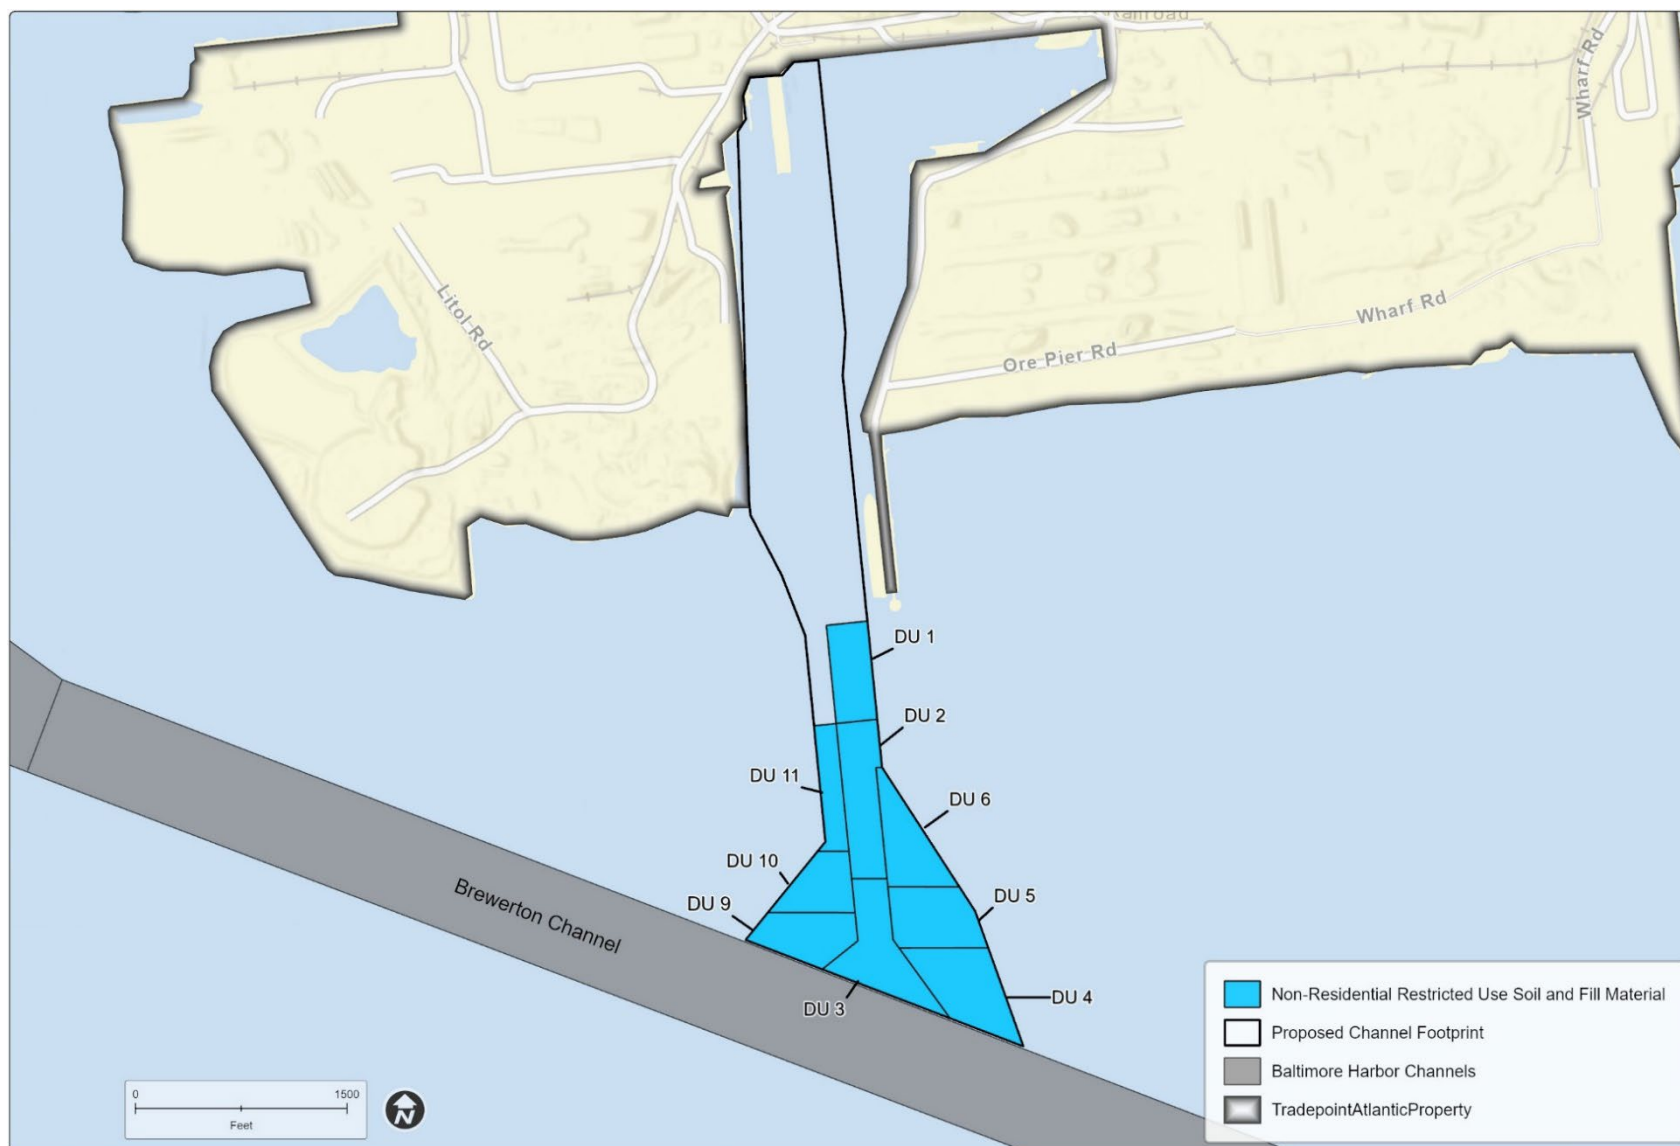 Railroad
Wharf Rd
Litol Rd
Wharf Rd
Ore Pier Rd
DU 1
DU 2
DU 11
DU 6
DU 10
DU 5
DU 9
Brewerton Channel
DU 4
DU 3
Non-Residential Restricted Use Soil and Fill Material
Proposed Channel Footprint
Baltimore Harbor Channels
TradepointAtlanticProperty
0 1500
Feet
N